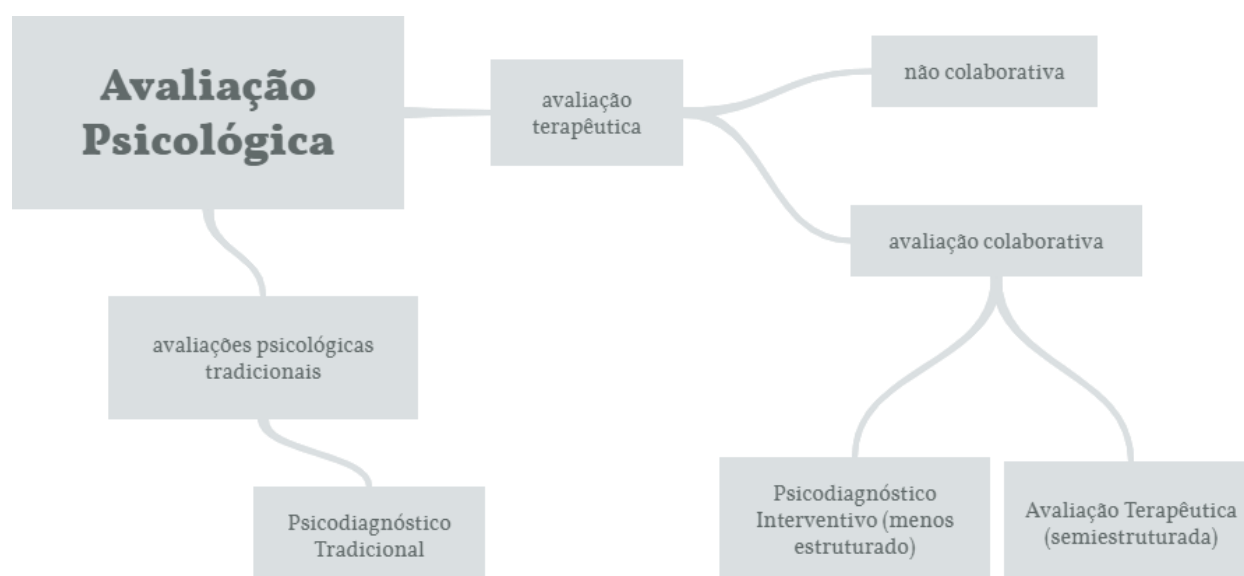 Avaliação
Psicológica
avaliação
terapêutica
não colaborativa
avaliação colaborativa
avaliações psicológicas
tradicionais
Psicodiagnóstico
Tradicional
Psicodiagnóstico
Interventivo (menos
estruturado)
Avaliação Terapêutica
(semiestruturada)